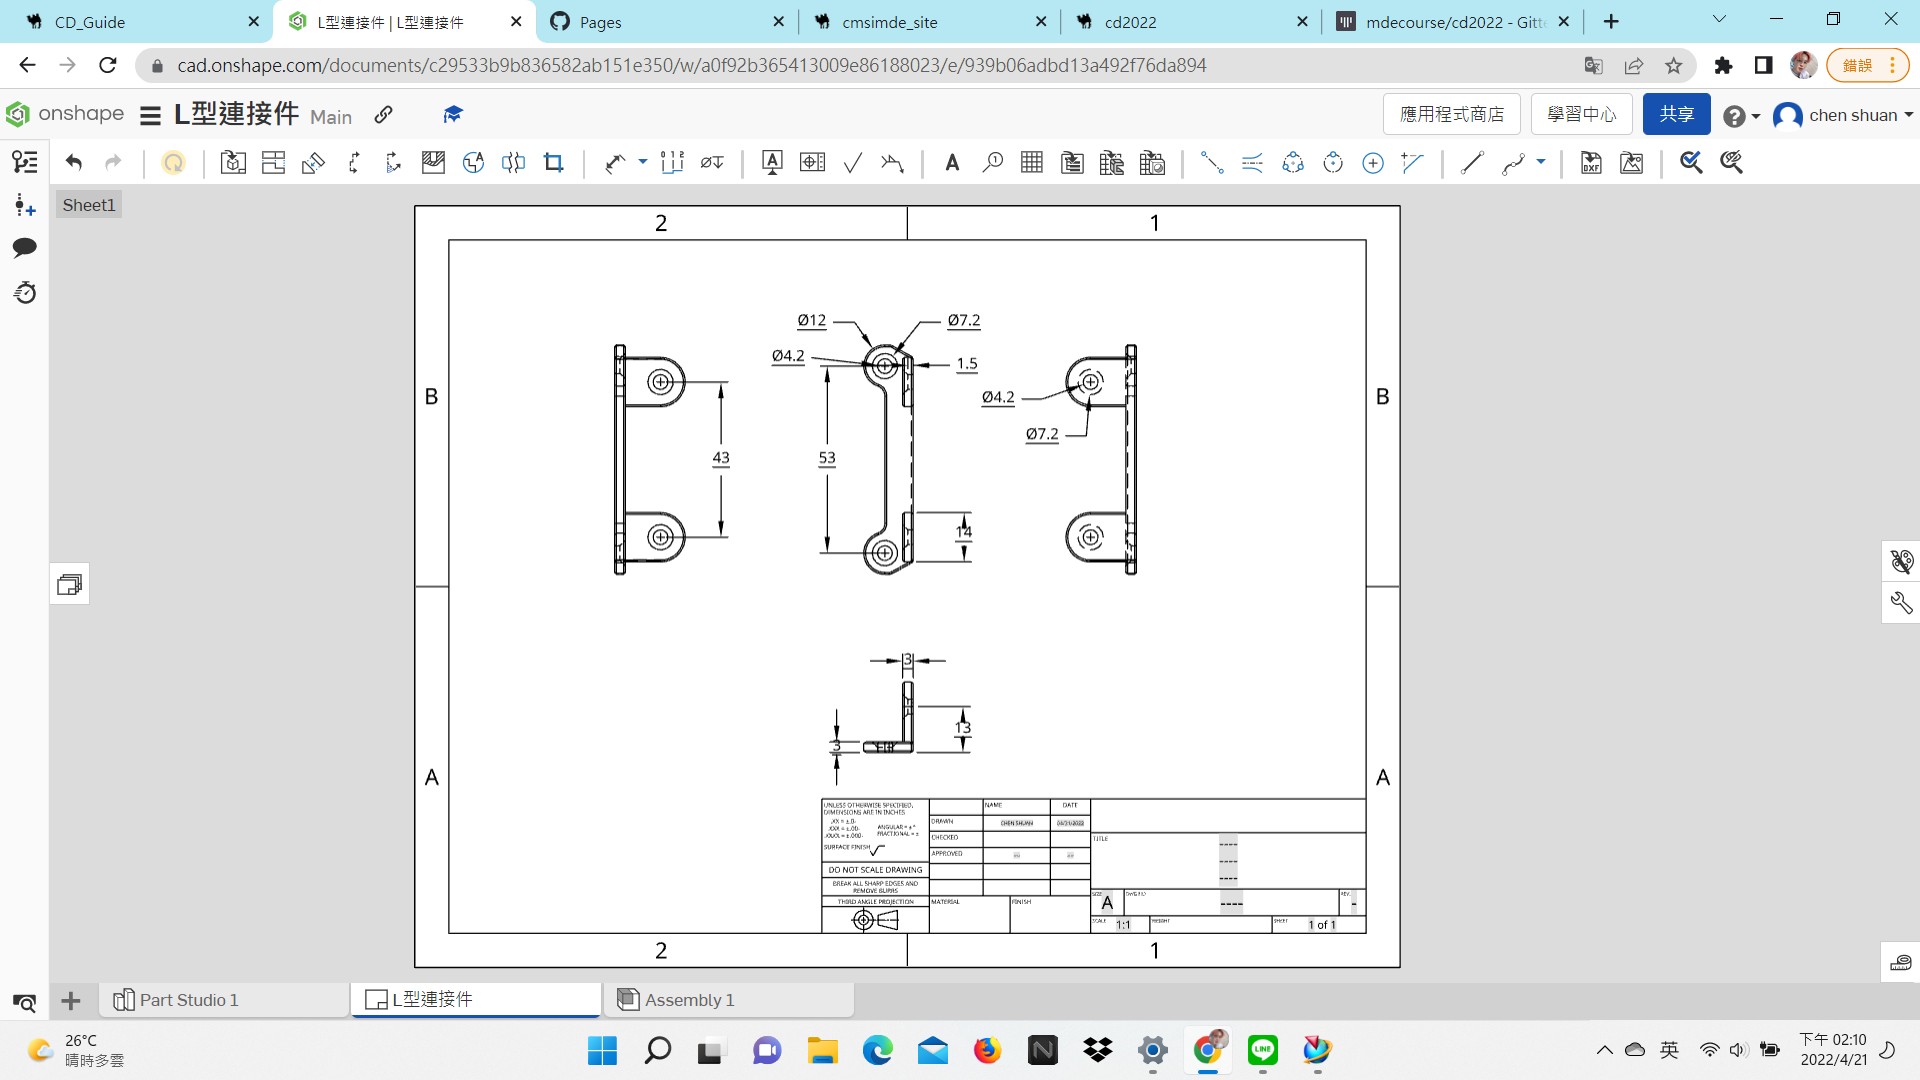 CD_Guide
L型連接件 | L型連接件
Pages
cmsimde_site
cd2022
mdecourse/cd2022 - Gitte
cad.onshape.com/documents/c29533b9b836582ab151e350/w/a0f92b365413009e86188023/e/939b06adbd13a492f76da894
錯誤
onshape
L型連接件 Main
應用程式商店
學習中心
共享
chen shuan
Sheet1
2
1
B
B
Ø12
Ø7.2
Ø4.2
1.5
Ø4.2
Ø7.2
43
53
14
3
13
3
A
A
UNLESS OTHERWISE SPECIFIED,
DIMENSIONS ARE IN INCHES
ANGULAR = ± °
FRACTIONAL = ±
SURFACE FINISH
DO NOT SCALE DRAWING
BREAK ALL SHARP EDGES AND
REMOVE BURRS
THIRD ANGLE PROJECTION
NAME
DATE
DRAWN
CHEN SHUAN
04/21/2022
CHECKED
APPROVED
MATERIAL
FINISH
TITLE
----
----
----
SIZE
A
DWG NO.
----
REV.
-
SCALE
1:1
WEIGHT
SHEET
1 of 1
2
1
Part Studio 1
L型連接件
Assembly 1
26°C
晴時多雲
英
下午 02:10
2022/4/21